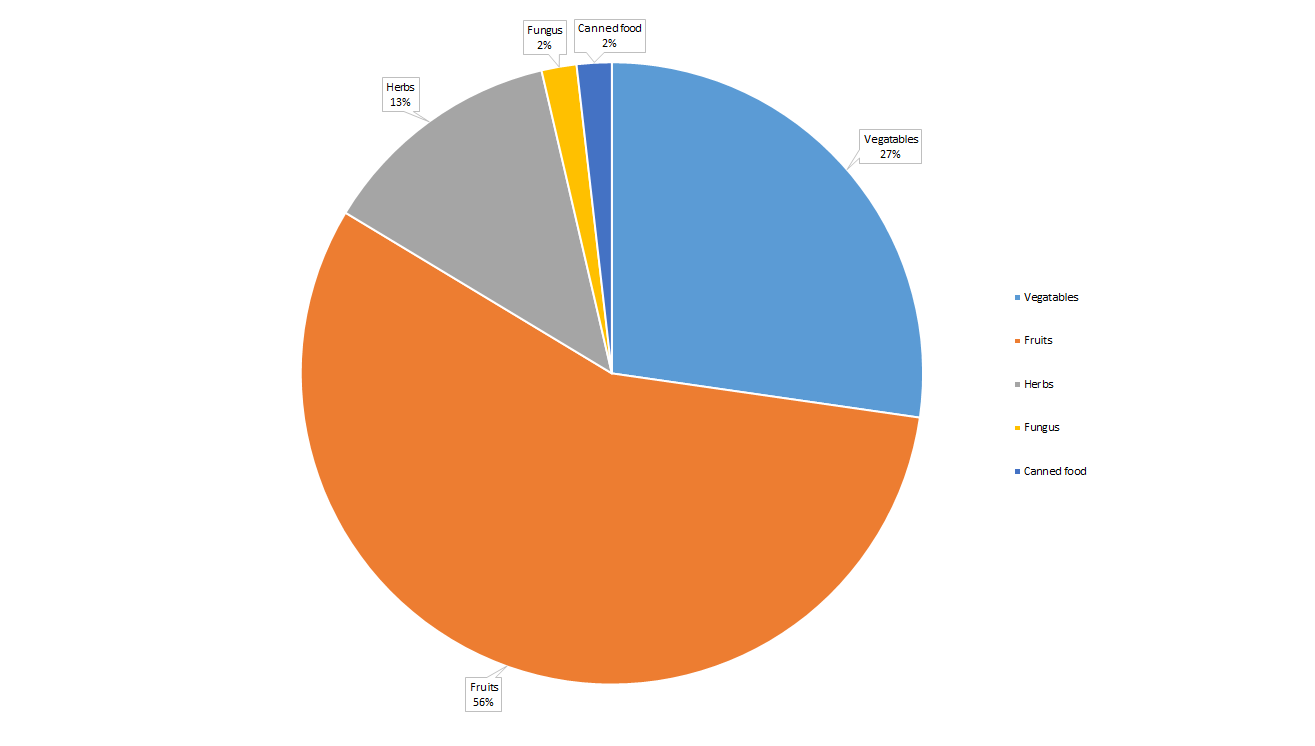 Fungus
2%
Canned food
2%
Herbs
13%
Vegatables
27%
Vegatables
Fruits
Herbs
Fungus
Canned food
Fruits
56%